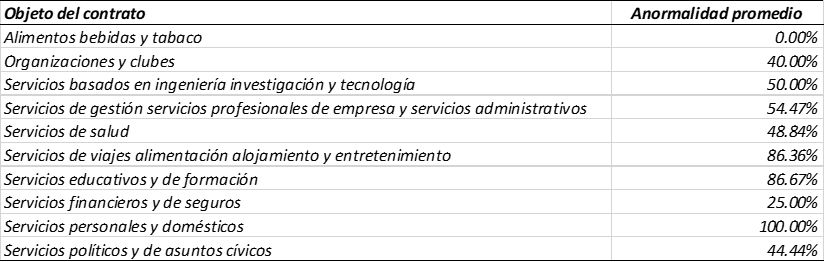 Objeto del contrato Anormalidad promedio
Alimentos bebidas y tabaco 0.00%
Organizaciones y clubes 40.00%
Servicios basados en ingeniería investigación y tecnología 50.00%
Servicios de gestión servicios profesionales de empresa y servicios administrativos 54.47%
Servicios de salud 48.84%
Servicios de viajes alimentación alojamiento y entretenimiento 86.36%
Servicios educativos y de formación 86.67%
Servicios financieros y de seguros 25.00%
Servicios personales y domésticos 100.00%
Servicios políticos y de asuntos cívicos 44.44%